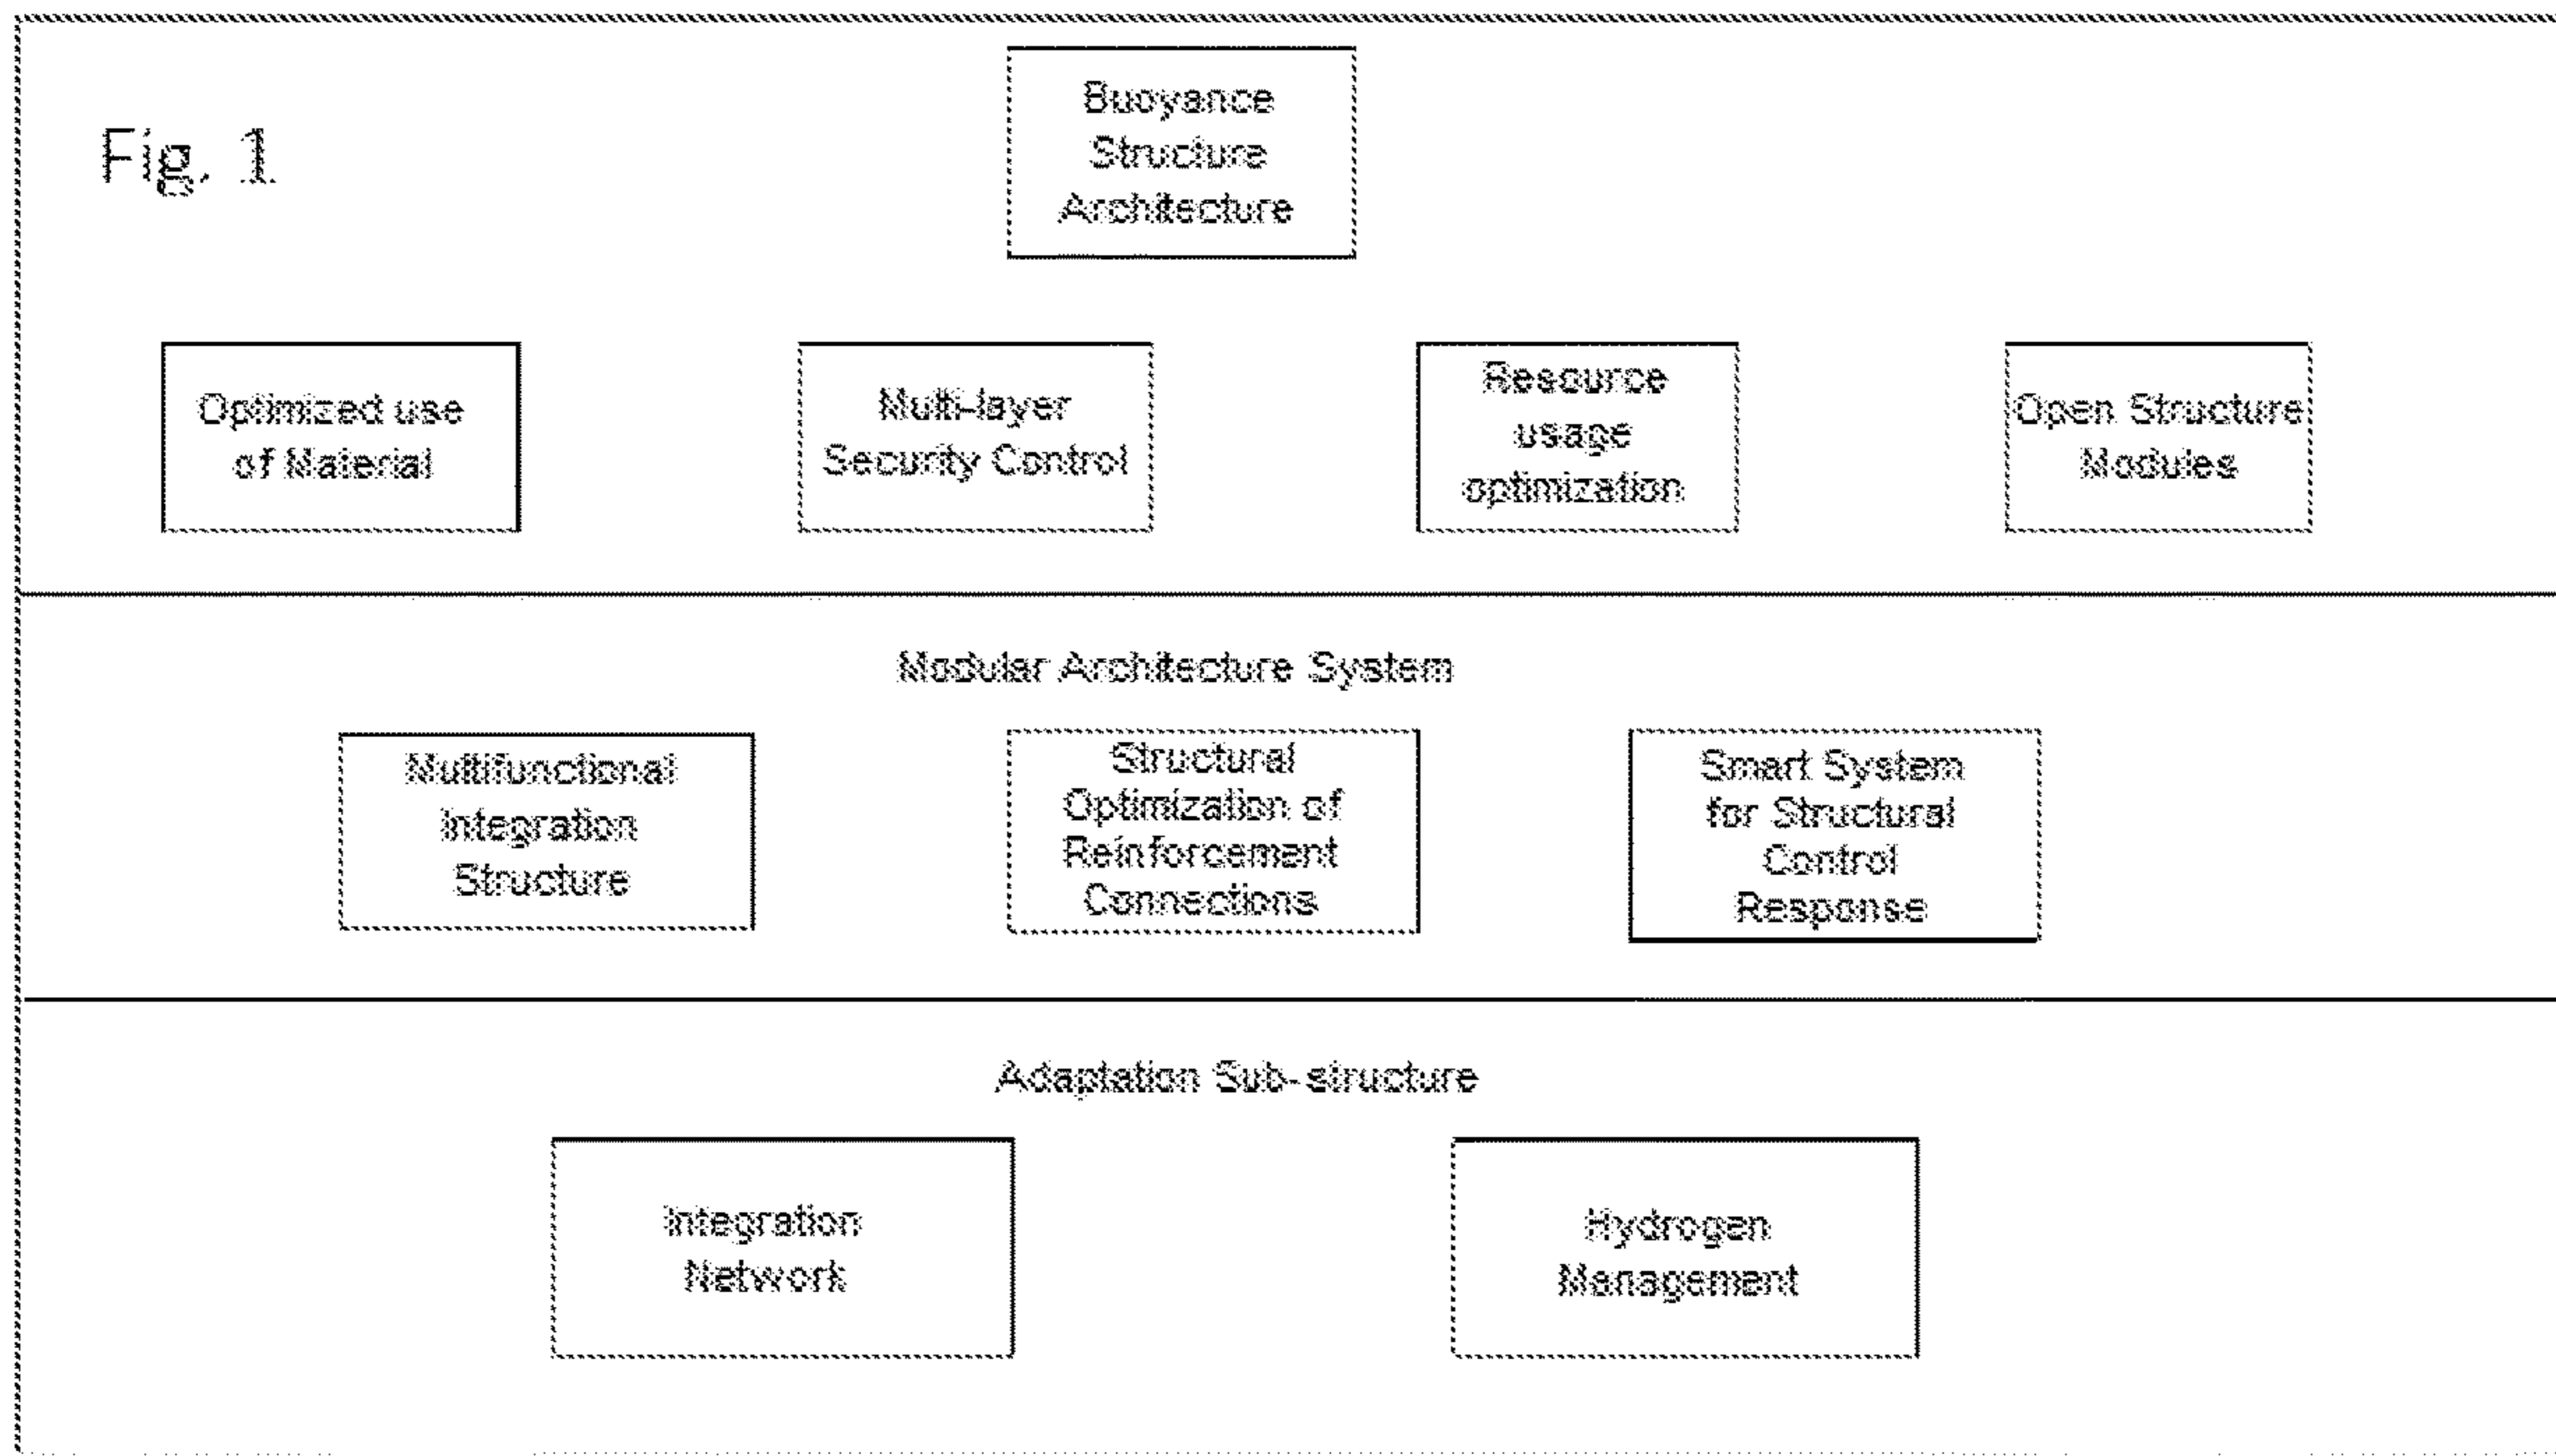 Fig. 1
Buoyance
Structure
Architecture
Optimized use
of Material
Multi-layer
Security Control
Resource
usage
optimization
Open Structure
Modules
Modular Architecture System
Multifunctional
Integration
Structure
Structural
Optimization of
Reinforcement
Connections
Smart System
for Structural
Control
Response
Adaptation Sub-structure
Integration
Network
Hydrogen
Management